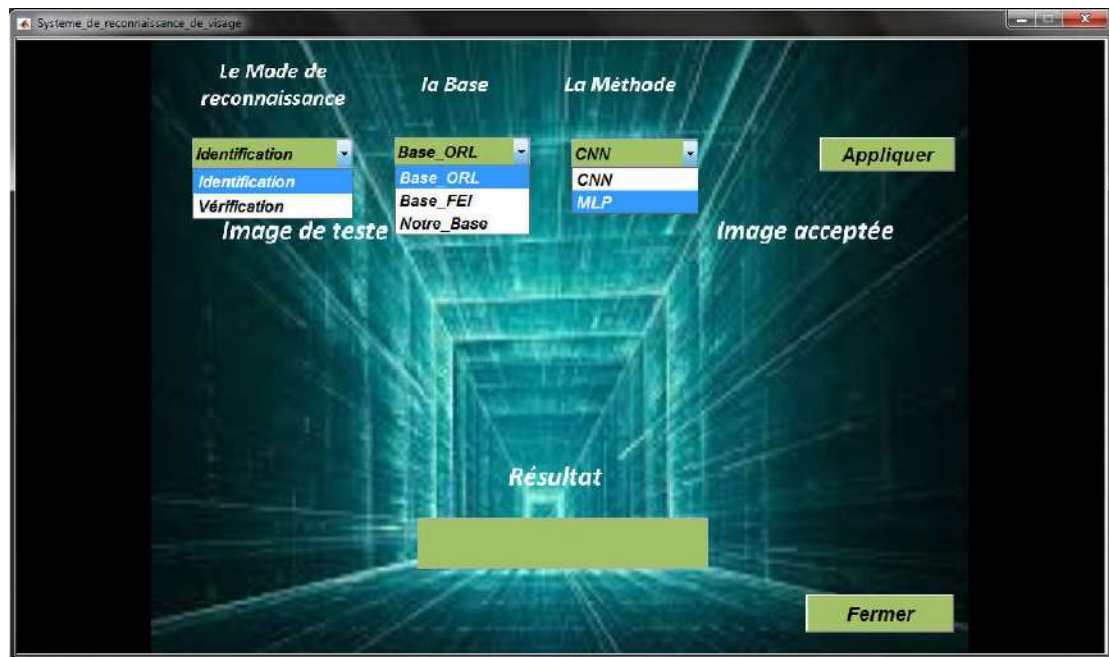 Systeme_de_reconnaissance_de_visage
Le Mode de
reconnaissance
la Base
La Méthode
Identification
Base_ORL
CNN
Appliquer
Identification
Vérification
Base_ORL
Base_FEI
Notre_Base
CNN
MLP
Image de teste
Image acceptée
Résultat
Fermer